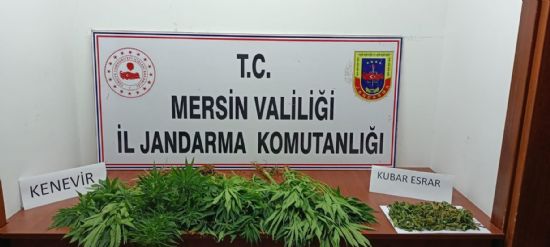 T.C.
MERSİN VALİLİĞİ
İL JANDARMA KOMUTANLIĞI
KENEVİR
KUBAR ESRAR